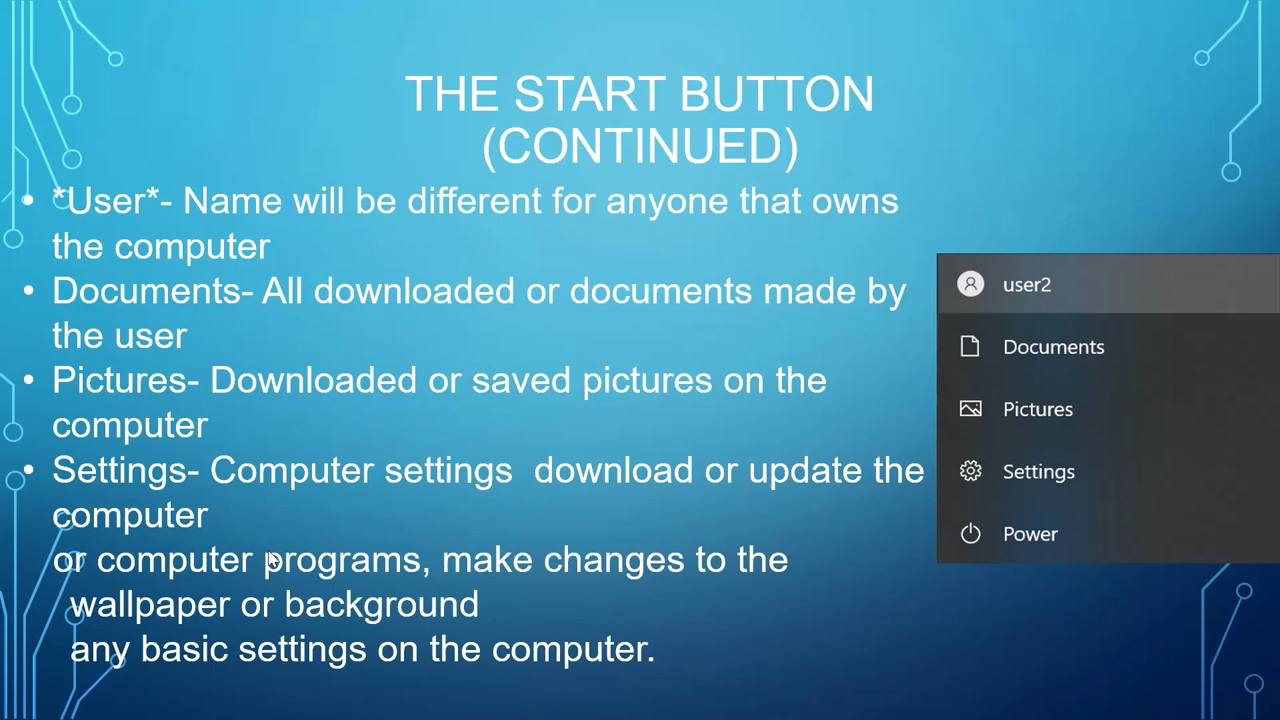 THE START BUTTON
(CONTINUED)
• *User*- Name will be different for anyone that owns
the computer
• Documents- All downloaded or documents made by
the user
• Pictures- Downloaded or saved pictures on the
computer
• Settings- Computer settings  download or update the
computer
or computer programs, make changes to the
wallpaper or background
any basic settings on the computer.
user2
Documents
Pictures
Settings
Power